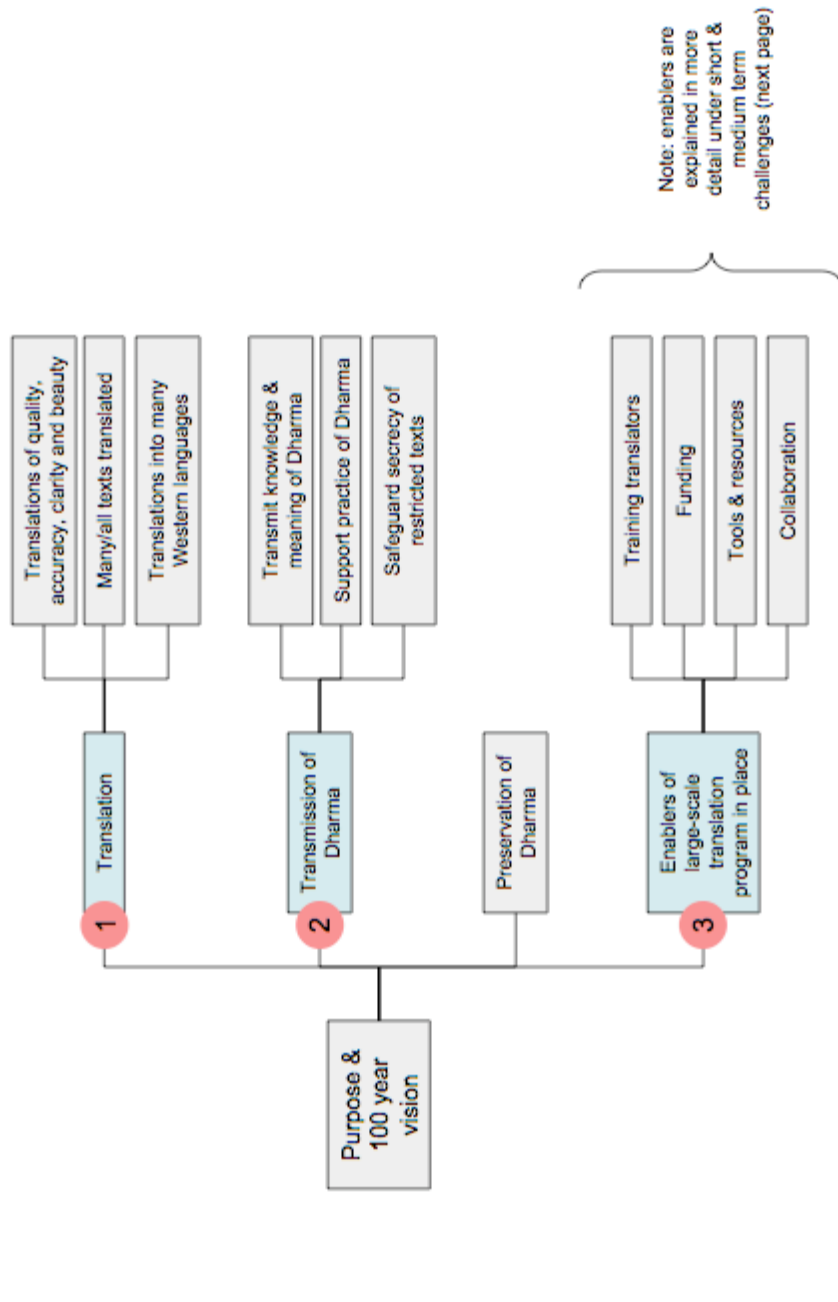 Purpose &
100 year
vision
1
Translation
Translations of quality,
accuracy, clarity and beauty
Many/all texts translated
Translations into many
Western languages
2
Transmission of
Dharma
Transmit knowledge &
meaning of Dharma
Support practice of Dharma
Safeguard secrecy of
restricted texts
Preservation of
Dharma
3
Enablers of
large-scale
translation
program in place
Training translators
Funding
Tools & resources
Collaboration
Note: enablers are
explained in more
detail under short &
medium term
challenges (next page)